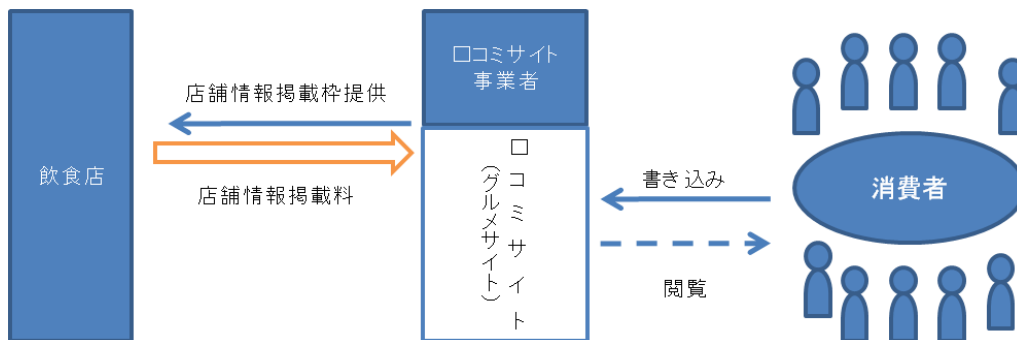 飲食店
店舗情報掲載枠提供
店舗情報掲載料
口コミサイト
事業者
口コミサイト
(グルメサイト)
書き込み
閲覧
消費者